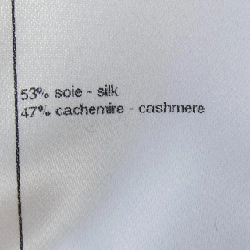 53% soie - silk
47% cachemire - cashmere